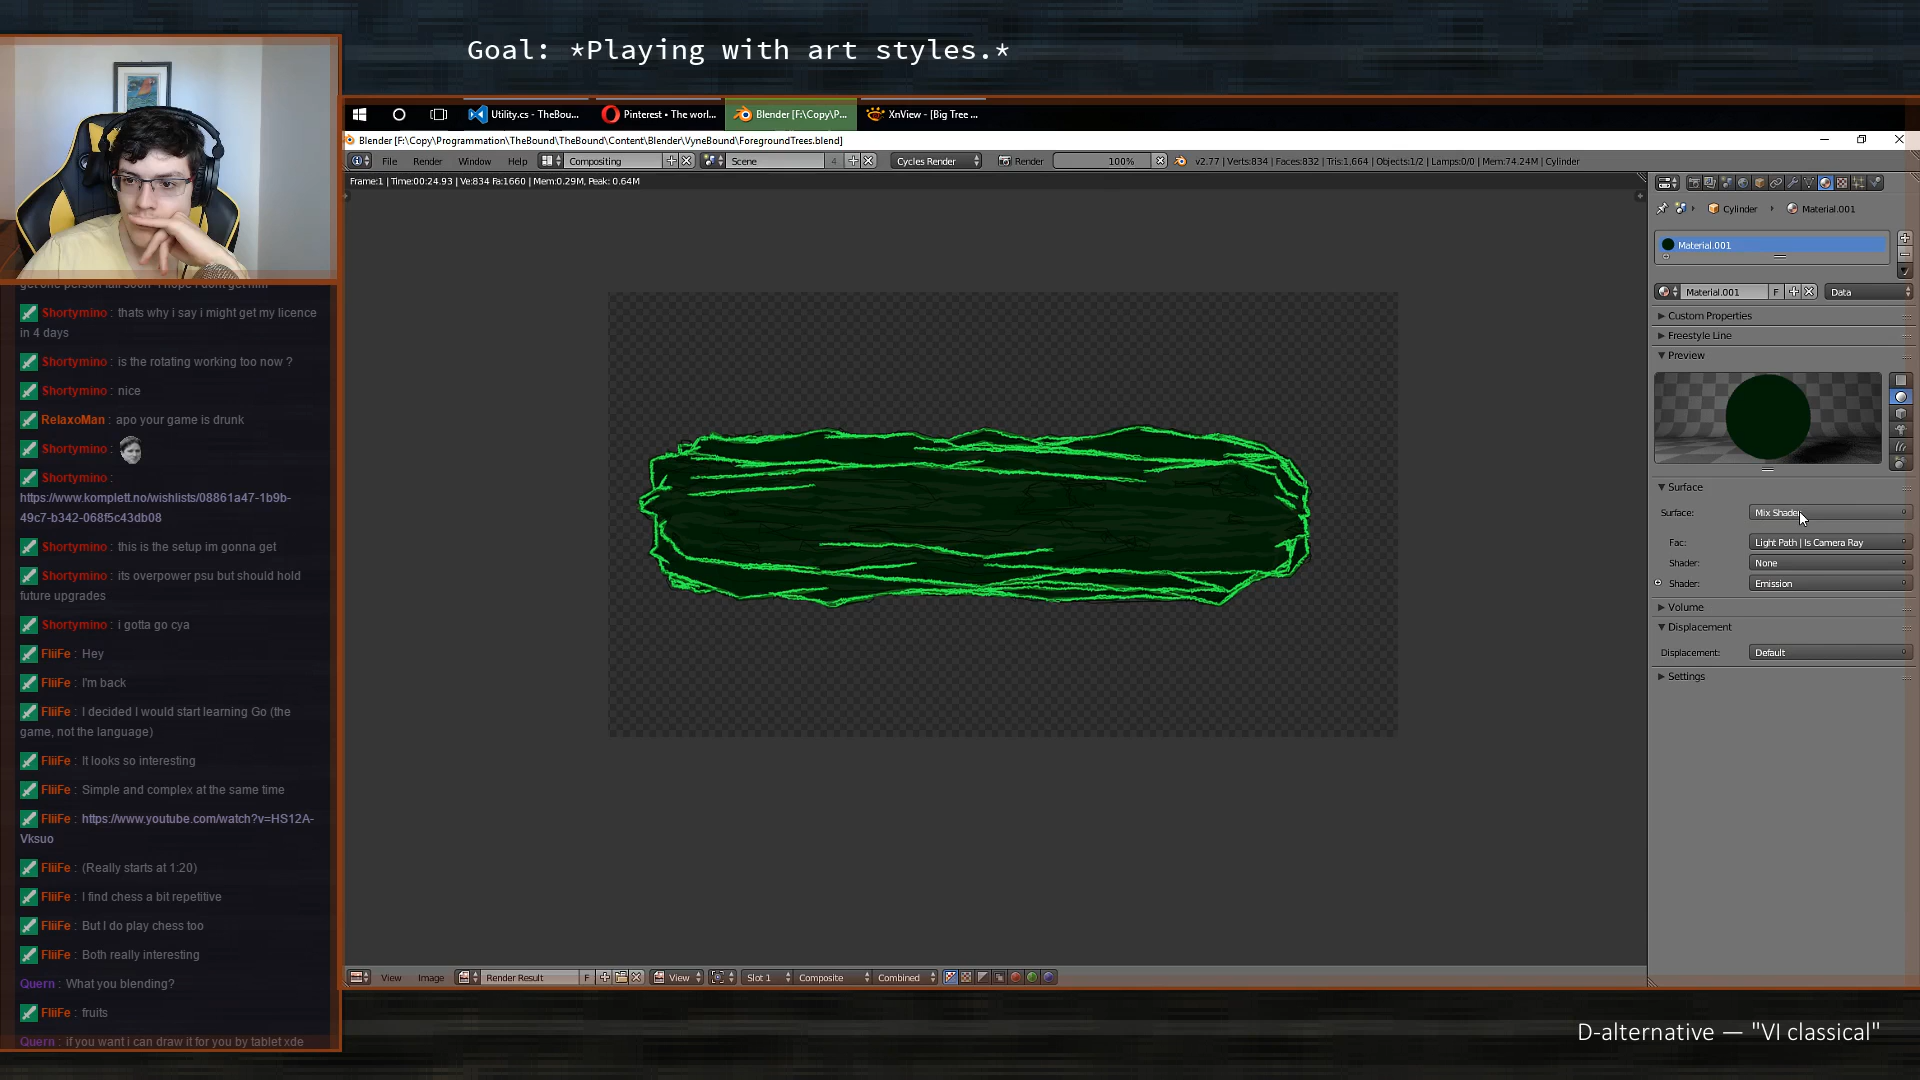 Goal: *Playing with art styles.*
Utility.cs - TheBou...
Pinterest • The worl...
Blender [F:\Copy\P...
XnView - [Big Tree ...
Blender [F:\Copy\Programmation\TheBound\TheBound\Content\Blender\VyneBound\ForegroundTrees.blend]
File Render Window Help Compositing Scene 4 Cycles Render Render 100% v2.77 | Verts:834 | Faces:832 | Tris:1,664 | Objects:1/2 | Lamps:0/0 | Mem:74.24M | Cylinder
Frame:1 | Time:00:24.93 | Ve:834 Fa:1660 | Mem:0.29M, Peak: 0.64M
Shortymino : thats why i say i might get my licence
in 4 days
Shortymino : is the rotating working too now ?
Shortymino : nice
RelaxoMan : apo your game is drunk
Shortymino :
Shortymino :
https://www.komplett.no/wishlists/08861a47-1b9b-
49c7-b342-068f5c43db08
Shortymino : this is the setup im gonna get
Shortymino : its overpower psu but should hold
future upgrades
Shortymino : i gotta go cya
FliiFe : Hey
FliiFe : I'm back
FliiFe : I decided I would start learning Go (the
game, not the language)
FliiFe : It looks so interesting
FliiFe : Simple and complex at the same time
FliiFe : https://www.youtube.com/watch?v=HS12A-
Vksuo
FliiFe : (Really starts at 1:20)
FliiFe : I find chess a bit repetitive
FliiFe : But I do play chess too
FliiFe : Both really interesting
Quern : What you blending?
FliiFe : fruits
Quern : if you want i can draw it for you by tablet xde
Cylinder Material.001
Material.001
Material.001 F Data
Custom Properties
Freestyle Line
Preview
Surface
Surface: Mix Shader
Fac: Light Path | Is Camera Ray
Shader: None
Shader: Emission
Volume
Displacement
Displacement: Default
Settings
View Image Render Result F View Slot 1 Composite Combined
D-alternative — "VI classical"